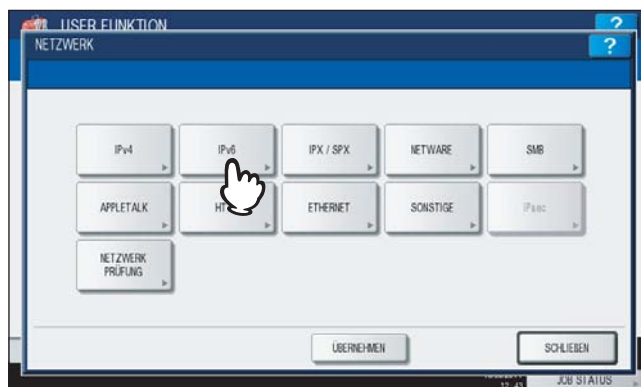 USER FUNKTION
?
NETZWERK
?
IPv4
IPv6
IPX / SPX
NETWARE
SMB
APPLETALK
ETHERNET
SONSTIGE
IPsec
NETZWERK
PRÜFUNG
ÜBERNEHMEN
SCHLIEßEN
JOB STATUS